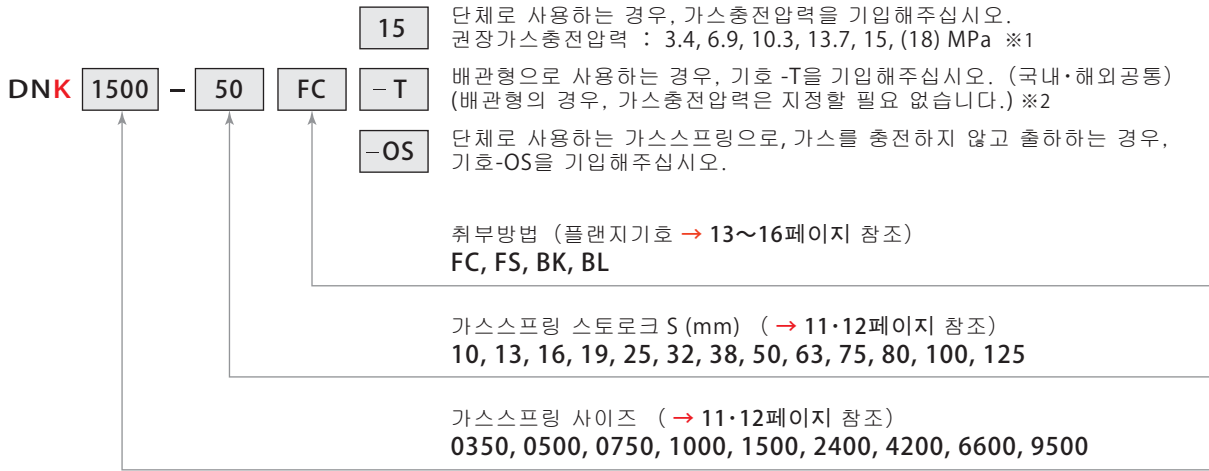 15
단체로 사용하는 경우, 가스충전압력을 기입해주십시오.
권장가스충전압력 : 3.4, 6.9, 10.3, 13.7, 15, (18) MPa ※1
DNK 1500 – 50 FC –T
배관형으로 사용하는 경우, 기호 -T을 기입해주십시오. (국내·해외공통)
(배관형의 경우, 가스충전압력은 지정할 필요 없습니다.) ※2
–OS
단체로 사용하는 가스스프링으로, 가스를 충전하지 않고 출하하는 경우,
기호-OS을 기입해주십시오.
취부방법 (플랜지기호 → 13~16페이지 참조)
FC, FS, BK, BL
가스스프링 스토로크 S (mm) ( → 11·12페이지 참조)
10, 13, 16, 19, 25, 32, 38, 50, 63, 75, 80, 100, 125
가스스프링 사이즈 ( → 11·12페이지 참조)
0350, 0500, 0750, 1000, 1500, 2400, 4200, 6600, 9500